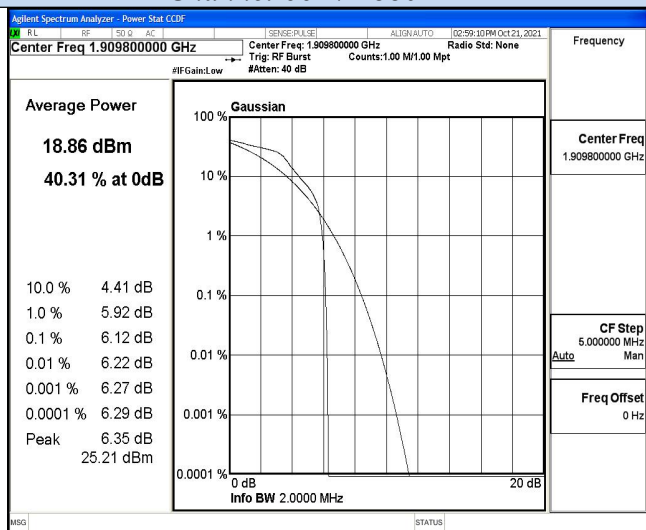 Agilent Spectrum Analyzer - Power Stat CCDF
LXI RL RF 50 Ω AC SENSE:PULSE ALIGN AUTO 02:59:10 PM Oct 21, 2021
Center Freq 1.909800000 GHz
Center Freq: 1.909800000 GHz Radio Std: None
Trig: RF Burst Counts:1.00 M/1.00 Mpt
#IFGain:Low #Atten: 40 dB
Frequency
Average Power
18.86 dBm
40.31 % at 0dB
10.0 % 4.41 dB
1.0 % 5.92 dB
0.1 % 6.12 dB
0.01 % 6.22 dB
0.001 % 6.27 dB
0.0001 % 6.29 dB
Peak 6.35 dB
25.21 dBm
Gaussian
100 %
10 %
1 %
0.1 %
0.01 %
0.001 %
0.0001 %
0 dB 20 dB
Info BW 2.0000 MHz
Center Freq
1.909800000 GHz
CF Step
5.000000 MHz
Auto Man
Freq Offset
0 Hz
MSG STATUS